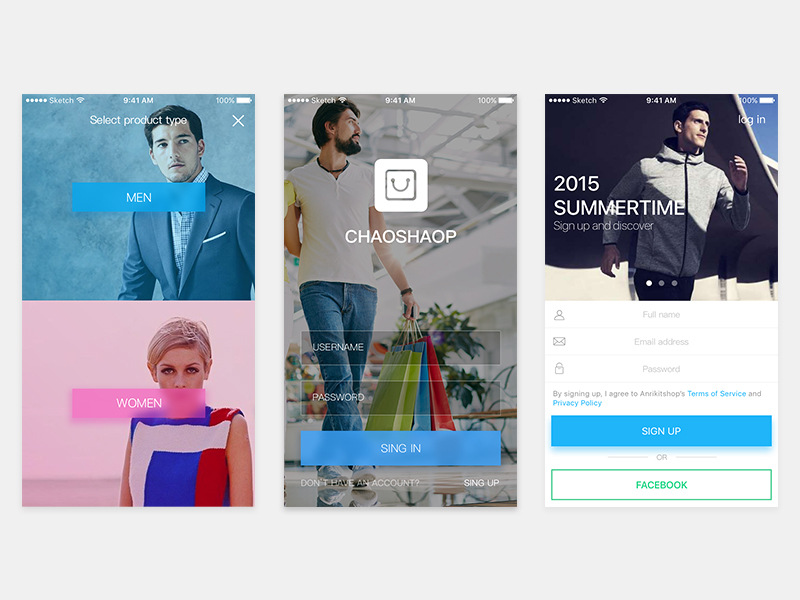 Sketch 9:41 AM 100%
Select product type
MEN
WOMEN
Sketch 9:41 AM 100%
CHAOSHAOP
USERNAME
PASSWORD
SING IN
DON'T HAVE AN ACCOUNT? SING UP
Sketch 9:41 AM 100%
log in
2015
SUMMERTIME
Sign up and discover
Full name
Email address
Password
By signing up, I agree to Anrikitshop's Terms of Service and
Privacy Policy
SIGN UP
OR
FACEBOOK